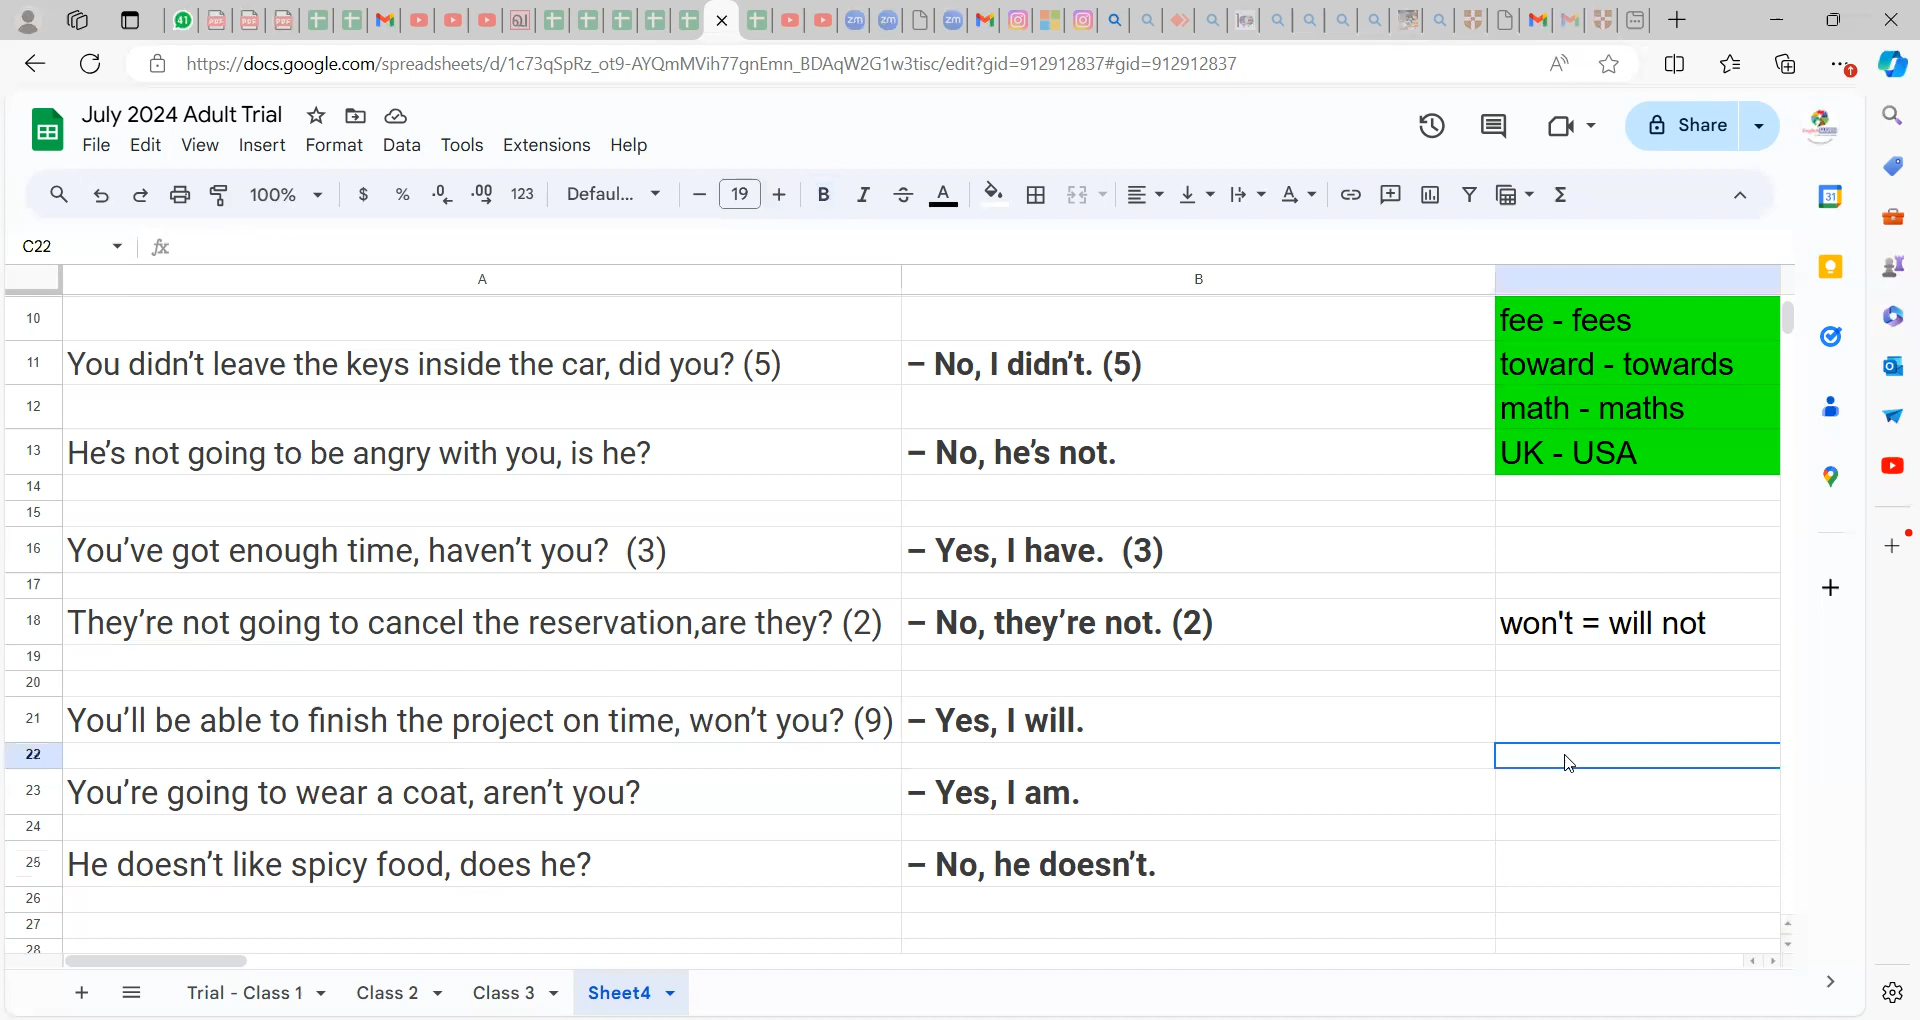 41
https://docs.google.com/spreadsheets/d/1c73qSpRz_ot9-AYQmMVih77gnEmn_BDAqW2G1w3tisc/edit?gid=912912837#gid=912912837
July 2024 Adult Trial
File Edit View Insert Format Data Tools Extensions Help
Share
100% $ % .0 .00 123 Defaul... 19 B I A
C22 fx
A B
10 fee - fees
11 You didn't leave the keys inside the car, did you? (5) – No, I didn't. (5) toward - towards
12 math - maths
13 He's not going to be angry with you, is he? – No, he's not. UK - USA
14
15
16 You've got enough time, haven't you? (3) – Yes, I have. (3)
17
18 They're not going to cancel the reservation,are they? (2) – No, they're not. (2) won't = will not
19
20
21 You'll be able to finish the project on time, won't you? (9) – Yes, I will.
22
23 You're going to wear a coat, aren't you? – Yes, I am.
24
25 He doesn't like spicy food, does he? – No, he doesn't.
26
27
28
Trial - Class 1 Class 2 Class 3 Sheet4